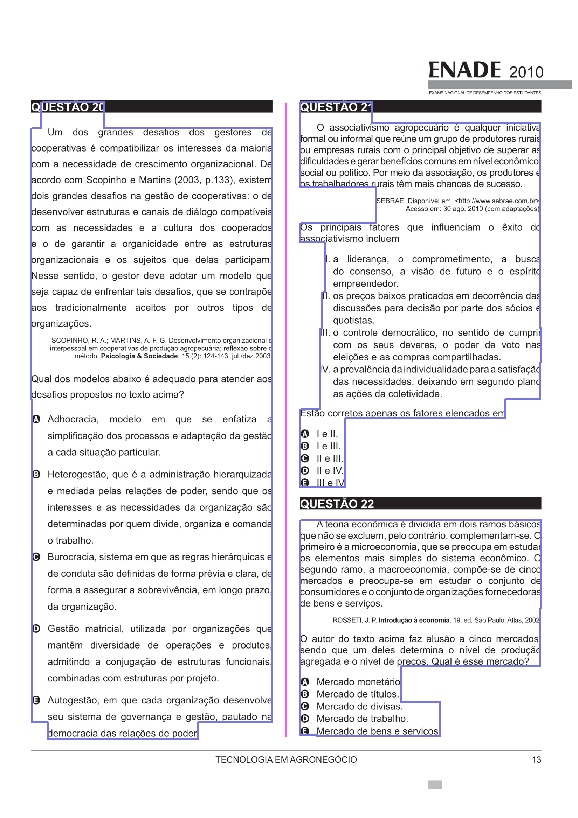 ENADE 2010
EXAME NACIONAL DE DESEMPENHO DOS ESTUDANTES
QUESTÃO 20
Um dos grandes desafios dos gestores de
cooperativas é compatibilizar os interesses da maioria
com a necessidade de crescimento organizacional. De
acordo com Scopinho e Martins (2003, p.133), existem
dois grandes desafios na gestão de cooperativas: o de
desenvolver estruturas e canais de diálogo compatíveis
com as necessidades e a cultura dos cooperados
e o de garantir a organicidade entre as estruturas
organizacionais e os sujeitos que delas participam.
Nesse sentido, o gestor deve adotar um modelo que
seja capaz de enfrentar tais desafios, que se contrapõe
aos tradicionalmente aceitos por outros tipos de
organizações.
SCOPINHO, R. A.; MARTINS, A. F. G. Desenvolvimento organizacional e
interpessoal em cooperativas de produção agropecuária: reflexão sobre o
método. Psicologia & Sociedade; 15 (2): 124-143; jul./dez.2003.
Qual dos modelos abaixo é adequado para atender aos
desafios propostos no texto acima?
A Adhocracia, modelo em que se enfatiza a
simplificação dos processos e adaptação da gestão
a cada situação particular.
B Heterogestão, que é a administração hierarquizada
e mediada pelas relações de poder, sendo que os
interesses e as necessidades da organização são
determinadas por quem divide, organiza e comanda
o trabalho.
C Burocracia, sistema em que as regras hierárquicas e
de conduta são definidas de forma prévia e clara, de
forma a assegurar a sobrevivência, em longo prazo,
da organização.
D Gestão matricial, utilizada por organizações que
mantêm diversidade de operações e produtos,
admitindo a conjugação de estruturas funcionais,
combinadas com estruturas por projeto.
E Autogestão, em que cada organização desenvolve
seu sistema de governança e gestão, pautado na
democracia das relações de poder.
QUESTÃO 21
O associativismo agropecuário é qualquer iniciativa
formal ou informal que reúne um grupo de produtores rurais
ou empresas rurais com o principal objetivo de superar as
dificuldades e gerar benefícios comuns em nível econômico,
social ou político. Por meio da associação, os produtores e
os trabalhadores rurais têm mais chances de sucesso.
SEBRAE. Disponível em: <http://www.sebrae.com.br>.
Acesso em: 30 ago. 2010 (com adaptações).
Os principais fatores que influenciam o êxito do
associativismo incluem
I. a liderança, o comprometimento, a busca
do consenso, a visão de futuro e o espírito
empreendedor.
II. os preços baixos praticados em decorrência das
discussões para decisão por parte dos sócios e
quotistas.
III. o controle democrático, no sentido de cumprir
com os seus deveres, o poder de voto nas
eleições e as compras compartilhadas.
IV. a prevalência da individualidade para a satisfação
das necessidades, deixando em segundo plano
as ações da coletividade.
Estão corretos apenas os fatores elencados em
A I e II.
B I e III.
C II e III.
D II e IV.
E III e IV.
QUESTÃO 22
A teoria econômica é dividida em dois ramos básicos
que não se excluem, pelo contrário, complementam-se. O
primeiro é a microeconomia, que se preocupa em estudar
os elementos mais simples do sistema econômico. O
segundo ramo, a macroeconomia, compõe-se de cinco
mercados e preocupa-se em estudar o conjunto de
consumidores e o conjunto de organizações fornecedoras
de bens e serviços.
ROSSETI, J. P. Introdução à economia. 19. ed. São Paulo: Atlas, 2002.
O autor do texto acima faz alusão a cinco mercados,
sendo que um deles determina o nível de produção
agregada e o nível de preços. Qual é esse mercado?
A Mercado monetário.
B Mercado de títulos.
C Mercado de divisas.
D Mercado de trabalho.
E Mercado de bens e serviços.
TECNOLOGIA EM AGRONEGÓCIO 13